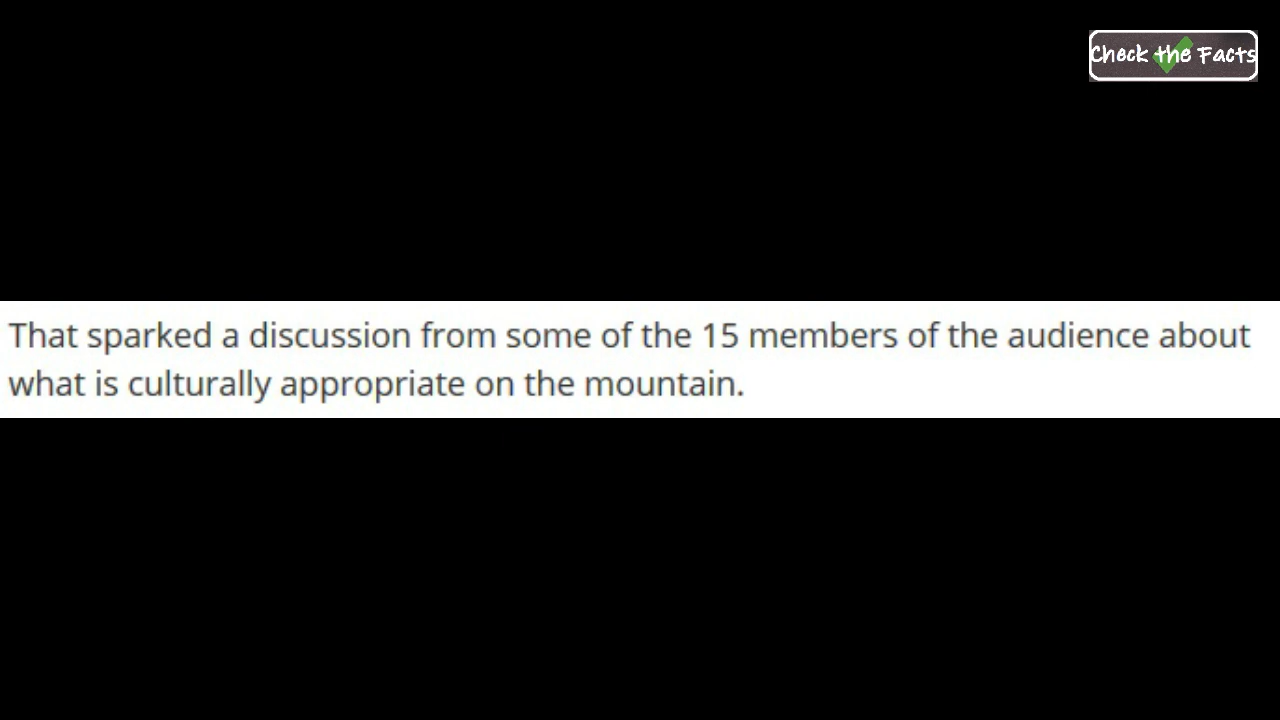 Check the Facts
That sparked a discussion from some of the 15 members of the audience about
what is culturally appropriate on the mountain.